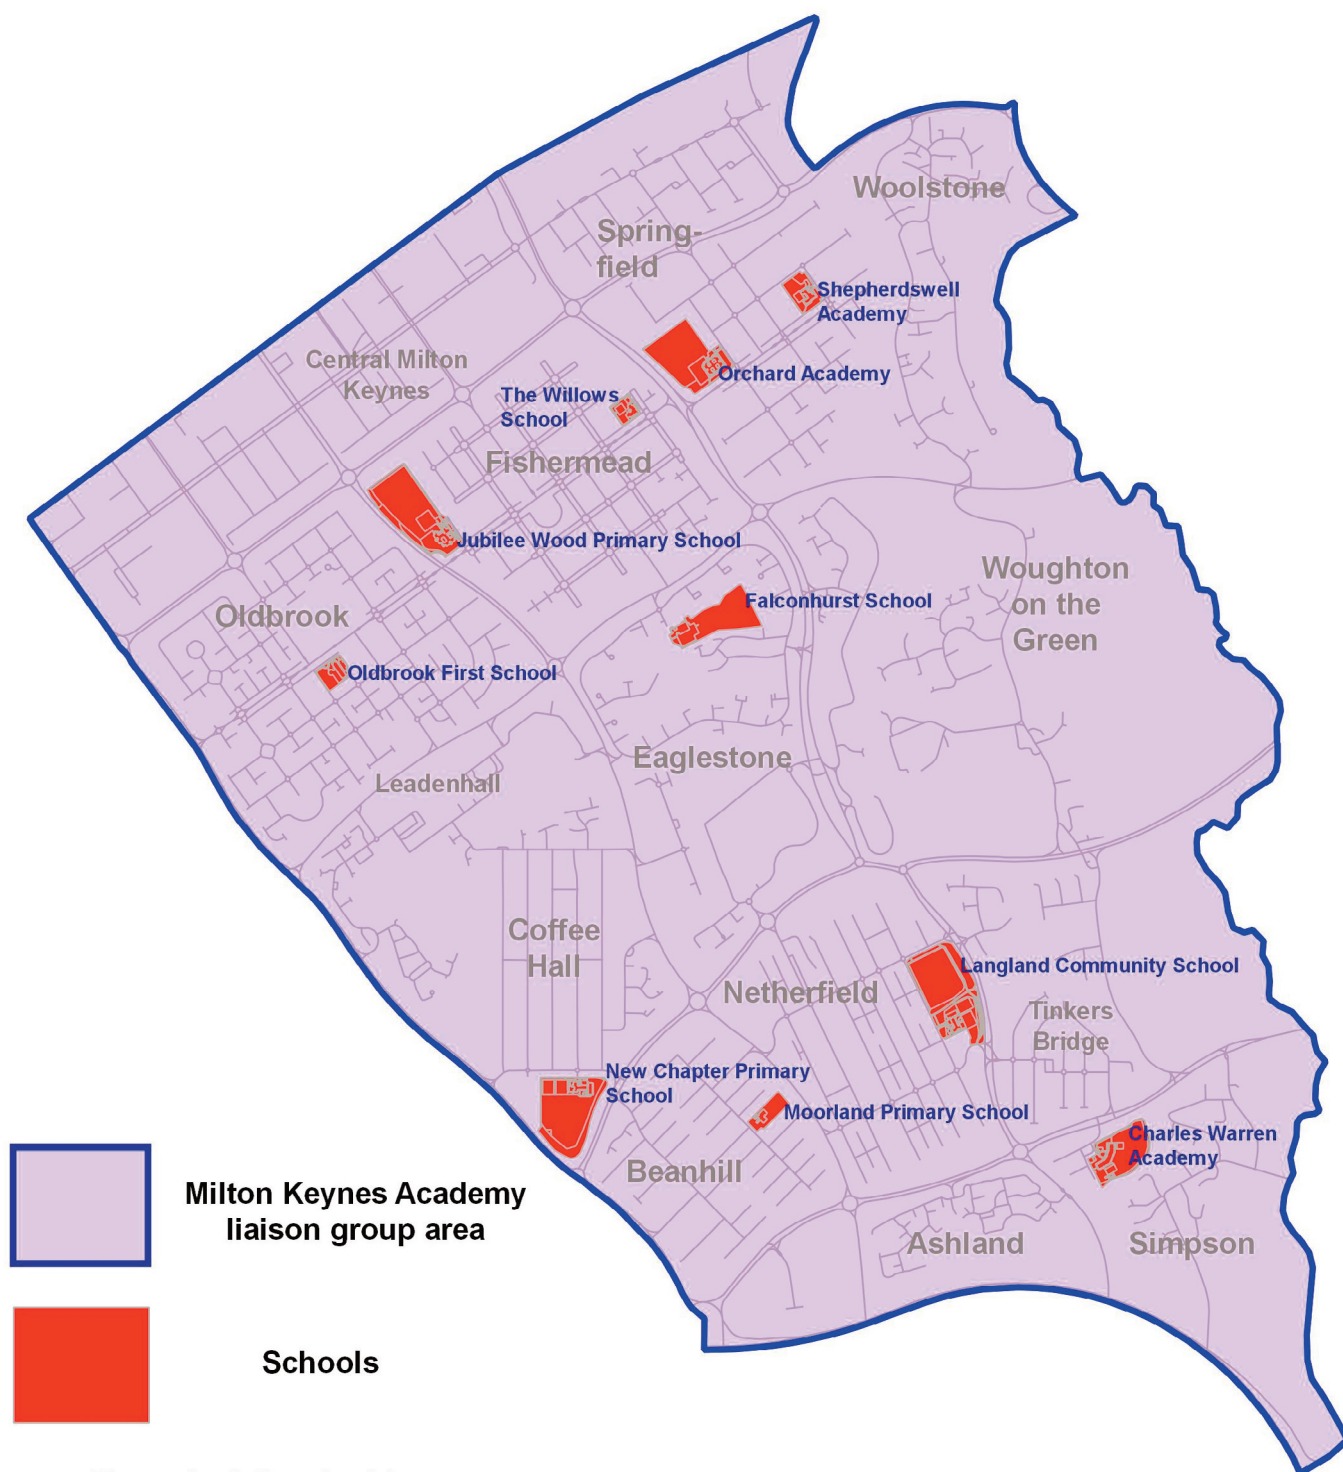 Woolstone
Spring-
field
Shepherdswell
Academy
Central Milton
Keynes
Orchard Academy
The Willows
School
Fishermead
Jubilee Wood Primary School
Woughton
on the
Green
Falconhurst School
Oldbrook
Oldbrook First School
Eaglestone
Leadenhall
Coffee
Hall
Langland Community School
Netherfield
Tinkers
Bridge
New Chapter Primary
School
Moorland Primary School
Charles Warren
Academy
Beanhill
Ashland
Simpson
Milton Keynes Academy
liaison group area
Schools